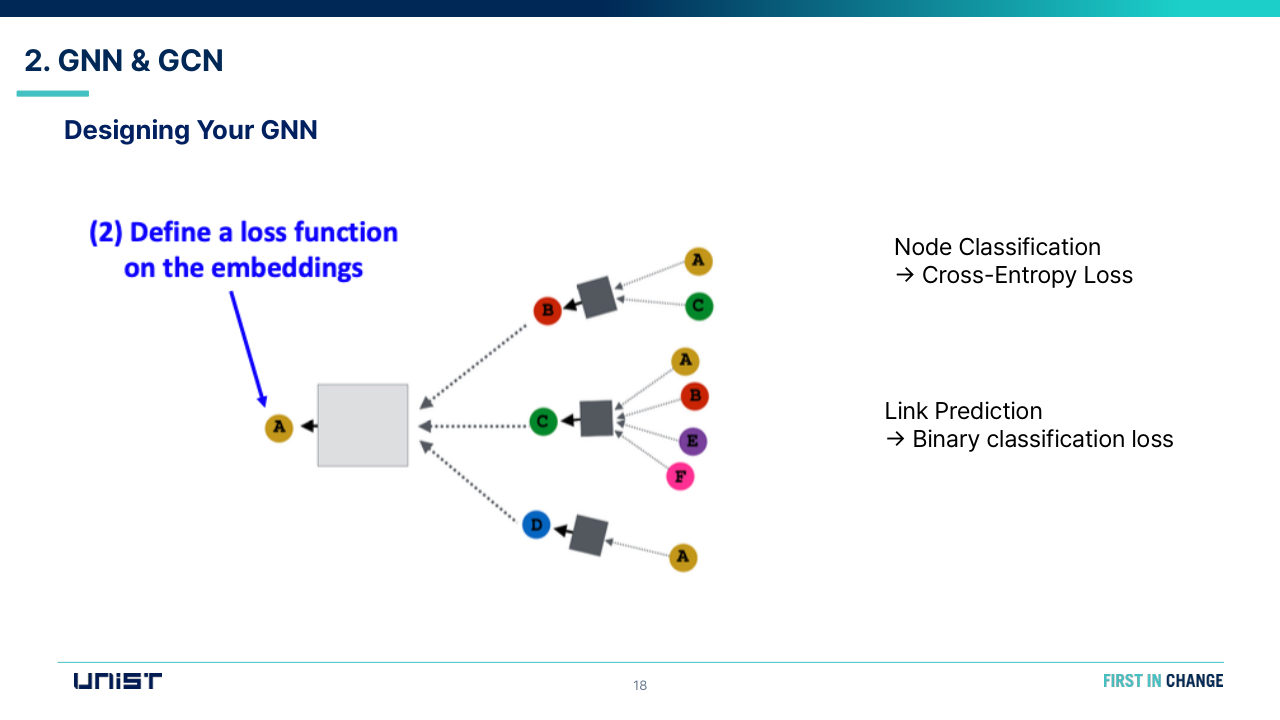 2. GNN & GCN
Designing Your GNN
(2) Define a loss function
on the embeddings
A
B
A
C
C
A
B
E
F
D
A
Node Classification
→ Cross-Entropy Loss
Link Prediction
→ Binary classification loss
UNIST
18
FIRST IN CHANGE